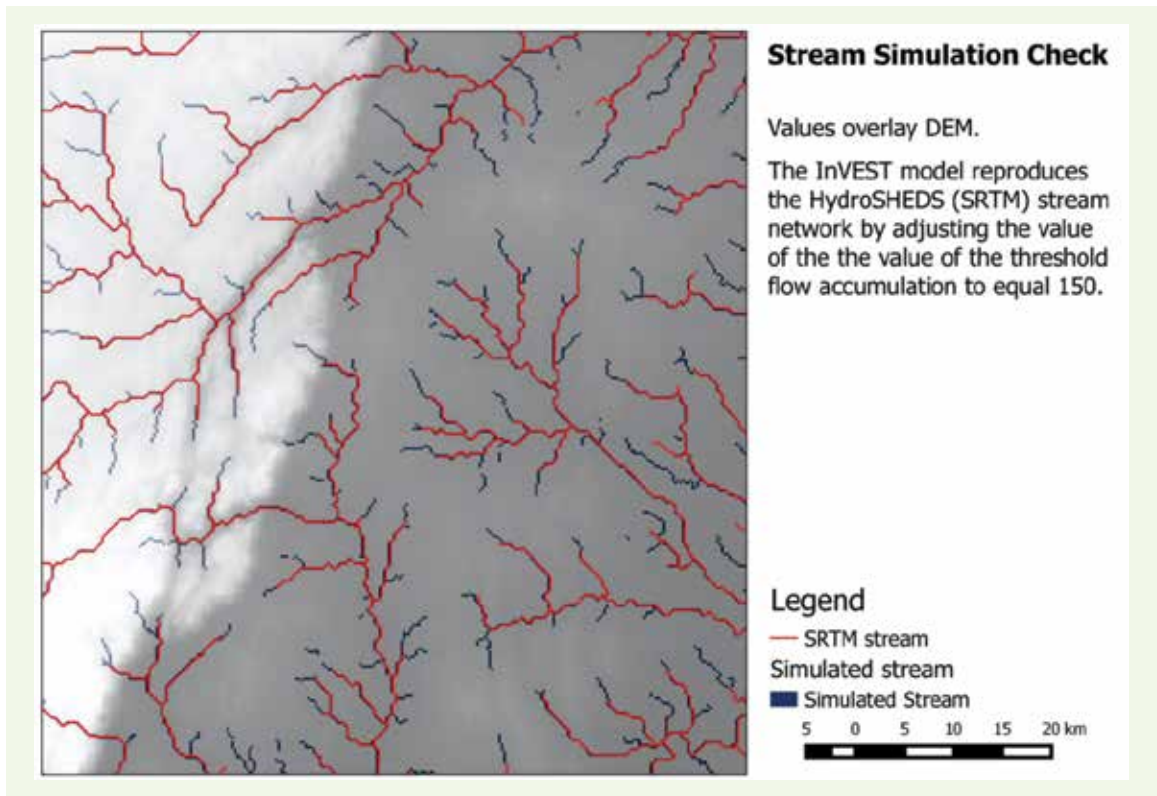 Stream Simulation Check
Values overlay DEM.
The InVEST model reproduces
the HydroSHEDS (SRTM) stream
network by adjusting the value
of the the value of the threshold
flow accumulation to equal 150.
Legend
SRTM stream
Simulated stream
Simulated Stream
5 0 5 10 15 20 km